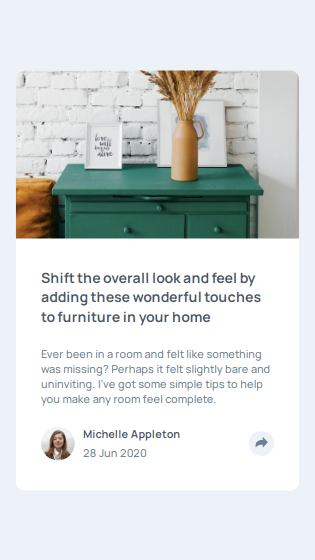 love
well
Shift the overall look and feel by
adding these wonderful touches
to furniture in your home
Ever been in a room and felt like something
was missing? Perhaps it felt slightly bare and
uninviting. I've got some simple tips to help
you make any room feel complete.
Michelle Appleton
28 Jun 2020